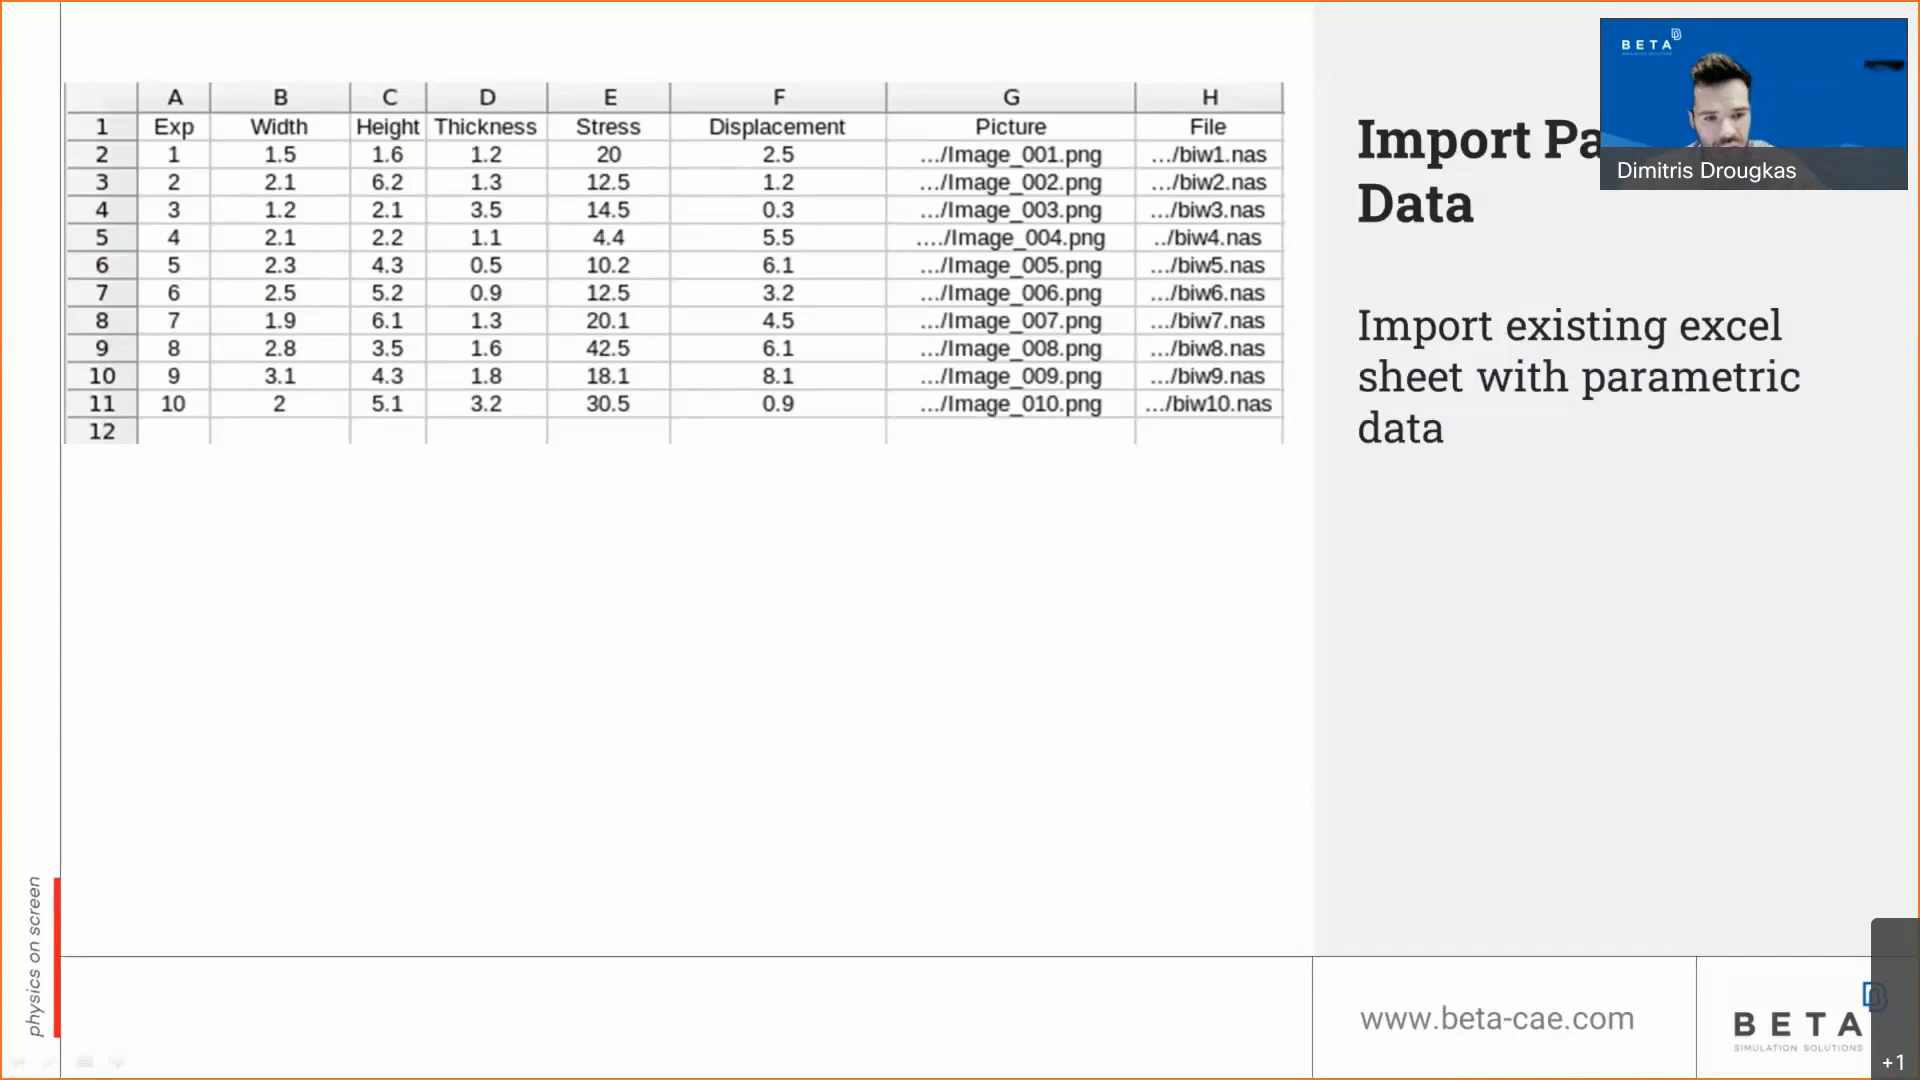 A B C D E F G H
1 Exp Width Height Thickness Stress Displacement Picture File
2 1 1.5 1.6 1.2 20 2.5 .../Image_001.png .../biw1.nas
3 2 2.1 6.2 1.3 12.5 1.2 .../Image_002.png .../biw2.nas
4 3 1.2 2.1 3.5 14.5 0.3 .../Image_003.png .../biw3.nas
5 4 2.1 2.2 1.1 4.4 5.5 ..../Image_004.png ../biw4.nas
6 5 2.3 4.3 0.5 10.2 6.1 .../Image_005.png .../biw5.nas
7 6 2.5 5.2 0.9 12.5 3.2 .../Image_006.png .../biw6.nas
8 7 1.9 6.1 1.3 20.1 4.5 .../Image_007.png .../biw7.nas
9 8 2.8 3.5 1.6 42.5 6.1 .../Image_008.png .../biw8.nas
10 9 3.1 4.3 1.8 18.1 8.1 .../Image_009.png .../biw9.nas
11 10 2 5.1 3.2 30.5 0.9 .../Image_010.png .../biw10.nas
12
Import Pa
Data
Import existing excel
sheet with parametric
data
BETA
Dimitris Drougkas
physics on screen
www.beta-cae.com
BETA
SIMULATION SOLUTIONS
+1